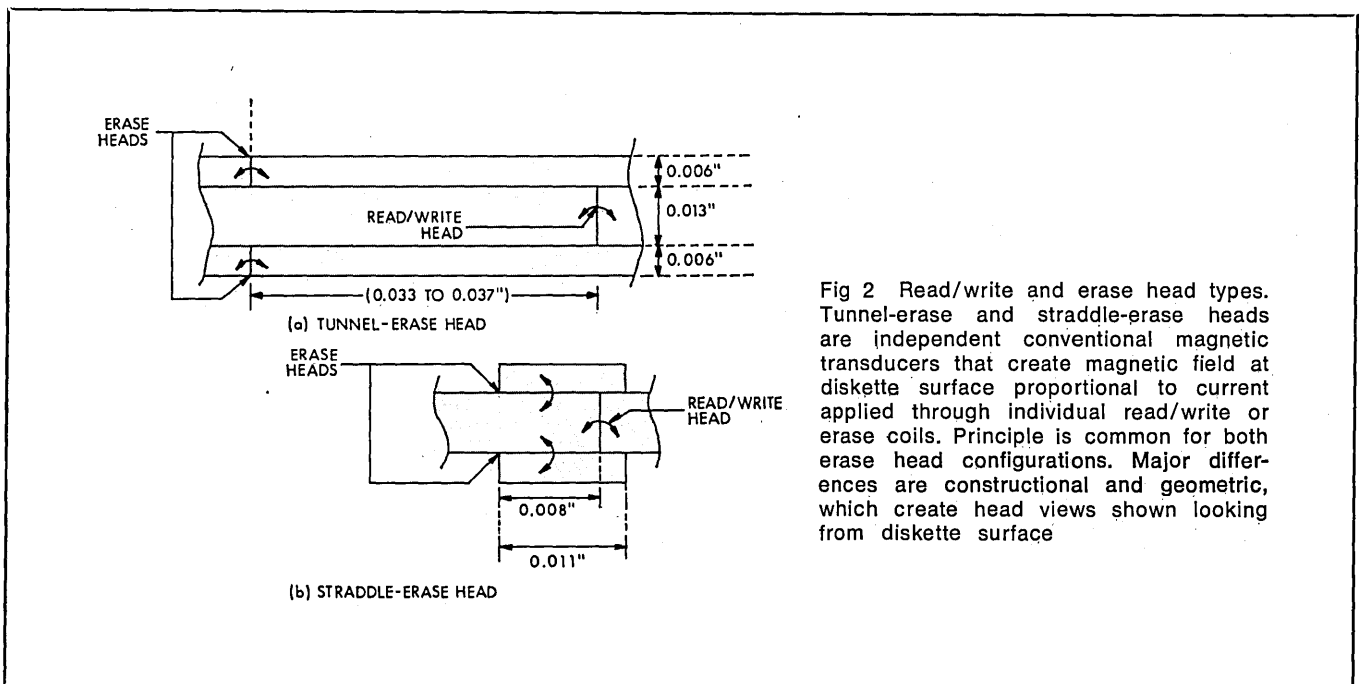 ERASE
HEADS
0.006"
0.013"
READ/WRITE
HEAD
0.006"
(0.033 TO 0.037")
(a) TUNNEL-ERASE HEAD
ERASE
HEADS
READ/WRITE
HEAD
0.008"
0.011"
(b) STRADDLE-ERASE HEAD
Fig 2 Read/write and erase head types.
Tunnel-erase and straddle-erase heads
are independent conventional magnetic
transducers that create magnetic field at
diskette surface proportional to current
applied through individual read/write or
erase coils. Principle is common for both
erase head configurations. Major differ-
ences are constructional and geometric,
which create head views shown looking
from diskette surface